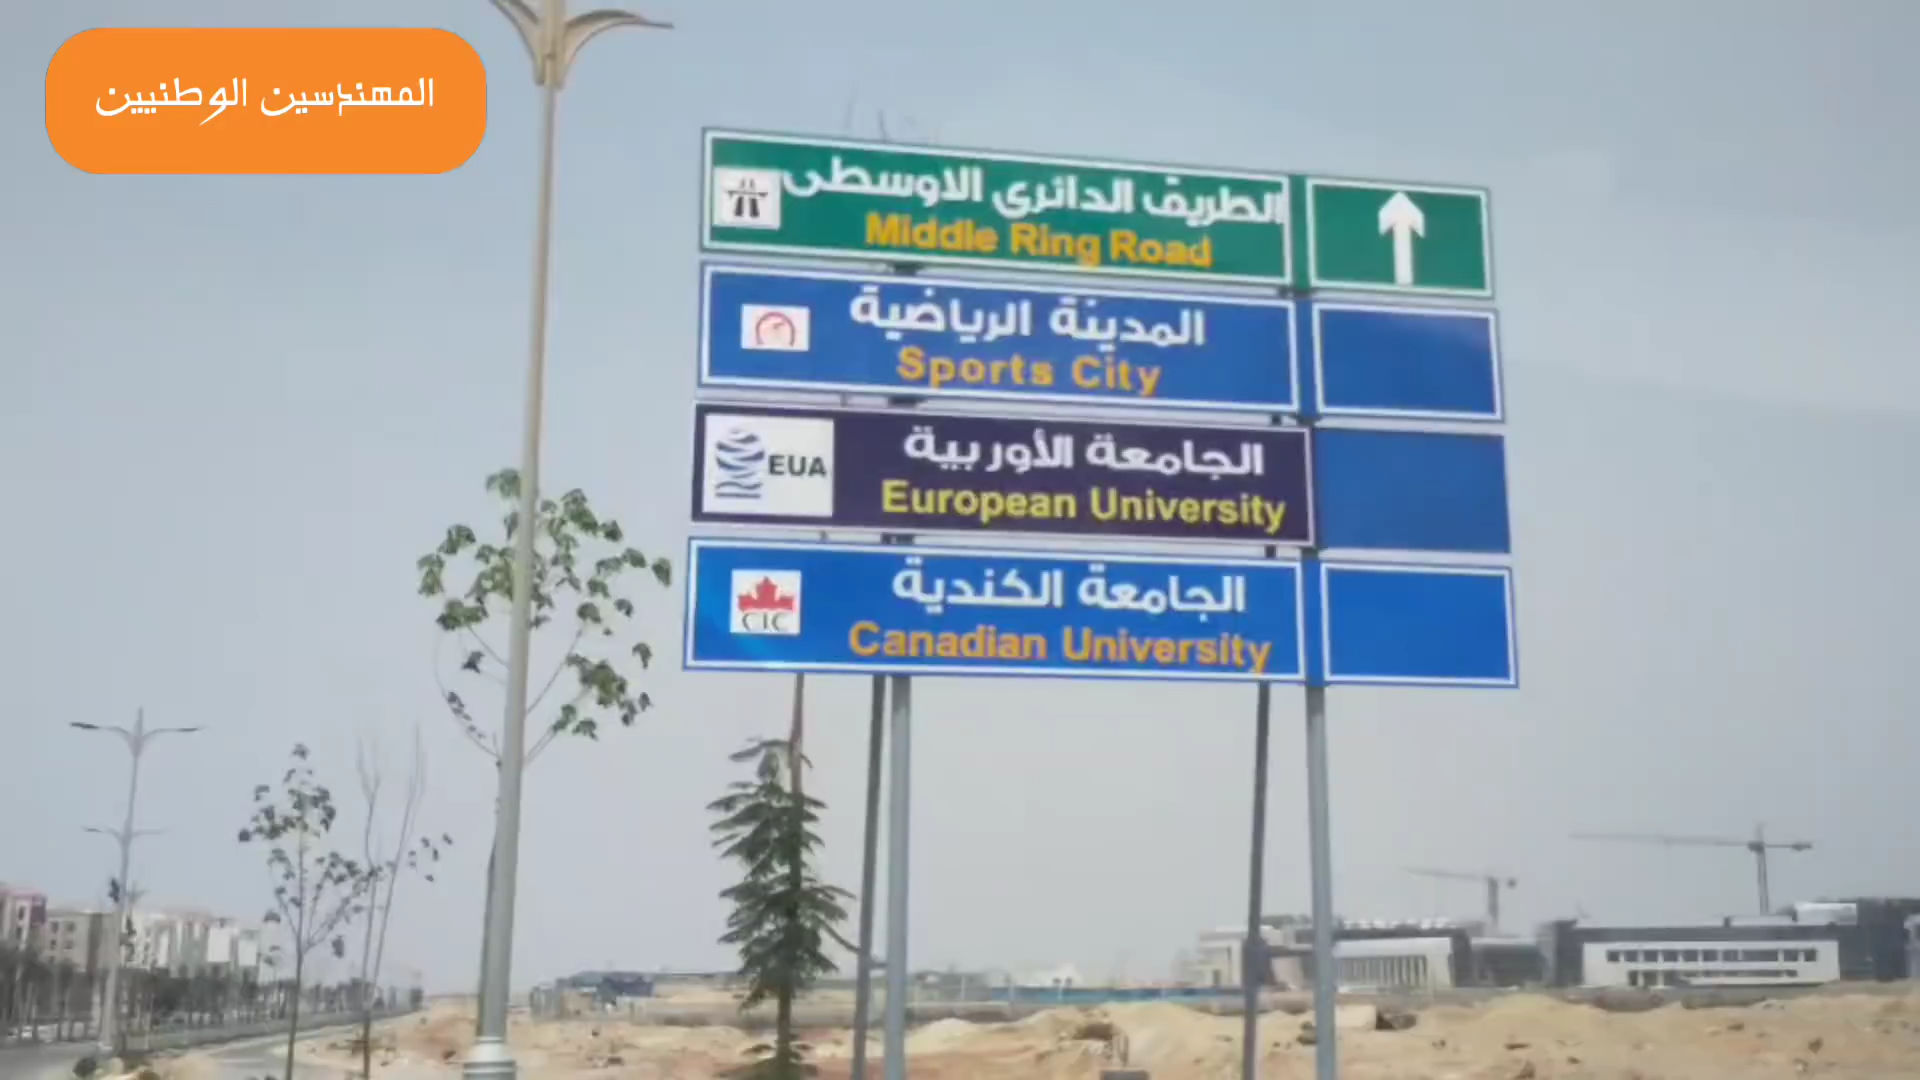 المهندسين الوطنيين
الطريق الدائرى الاوسطى
Middle Ring Road
المدينة الرياضية
Sports City
EUA
الجامعة الأوربية
European University
CIC
الجامعة الكندية
Canadian University